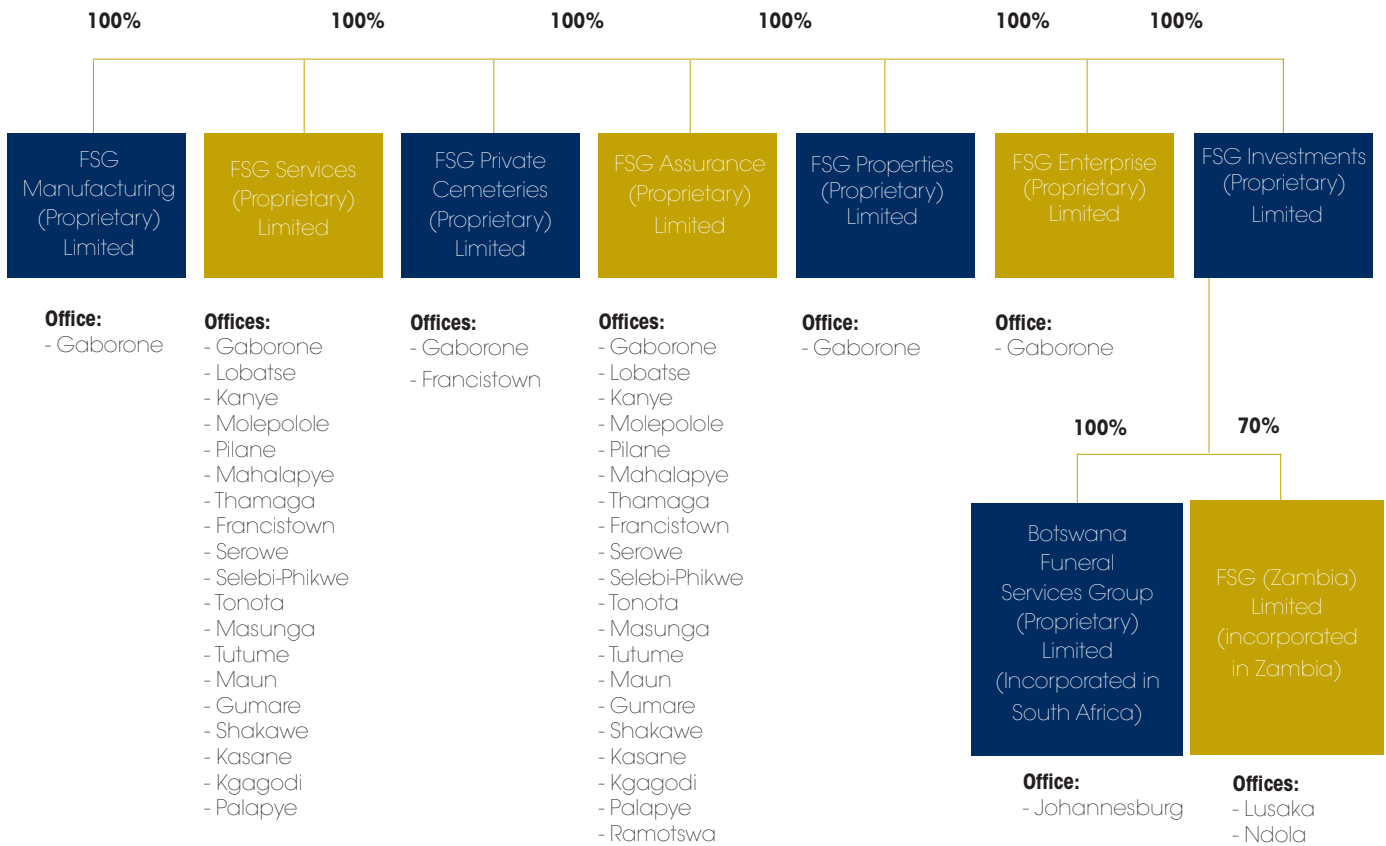 100%
100%
100%
100%
100%
100%
FSG
Manufacturing
(Proprietary)
Limited
FSG Services
(Proprietary)
Limited
FSG Private
Cemeteries
(Proprietary)
Limited
FSG Assurance
(Proprietary)
Limited
FSG Properties
(Proprietary)
Limited
FSG Enterprise
(Proprietary)
Limited
FSG Investments
(Proprietary)
Limited
Office:
- Gaborone
Offices:
- Gaborone
- Lobatse
- Kanye
- Molepolole
- Pilane
- Mahalapye
- Thamaga
- Francistown
- Serowe
- Selebi-Phikwe
- Tonota
- Masunga
- Tutume
- Maun
- Gumare
- Shakawe
- Kasane
- Kgagodi
- Palapye
Offices:
- Gaborone
- Francistown
Offices:
- Gaborone
- Lobatse
- Kanye
- Molepolole
- Pilane
- Mahalapye
- Thamaga
- Francistown
- Serowe
- Selebi-Phikwe
- Tonota
- Masunga
- Tutume
- Maun
- Gumare
- Shakawe
- Kasane
- Kgagodi
- Palapye
- Ramotswa
Office:
- Gaborone
Office:
- Gaborone
100%
70%
Botswana
Funeral
Services Group
(Proprietary)
Limited
(Incorporated in
South Africa)
FSG (Zambia)
Limited
(incorporated
in Zambia)
Office:
- Johannesburg
Offices:
- Lusaka
- Ndola